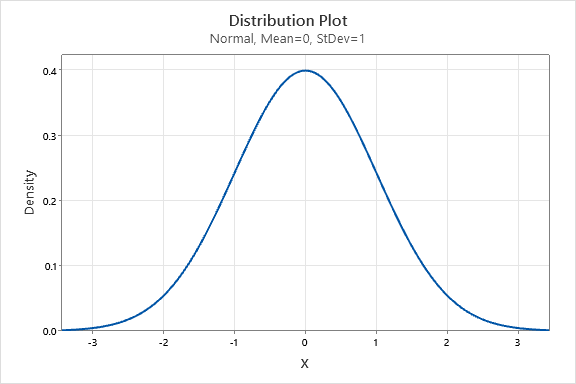 Distribution Plot
Normal, Mean=0, StDev=1
0.4
0.3
0.2
0.1
0.0
Density
-3 -2 -1 0 1 2 3
X